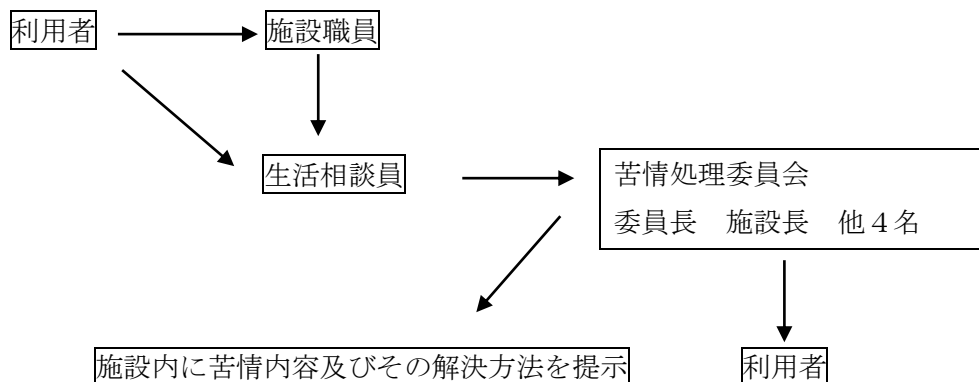 利用者
施設職員
生活相談員
苦情処理委員会
委員長　施設長　他４名
施設内に苦情内容及びその解決方法を提示
利用者